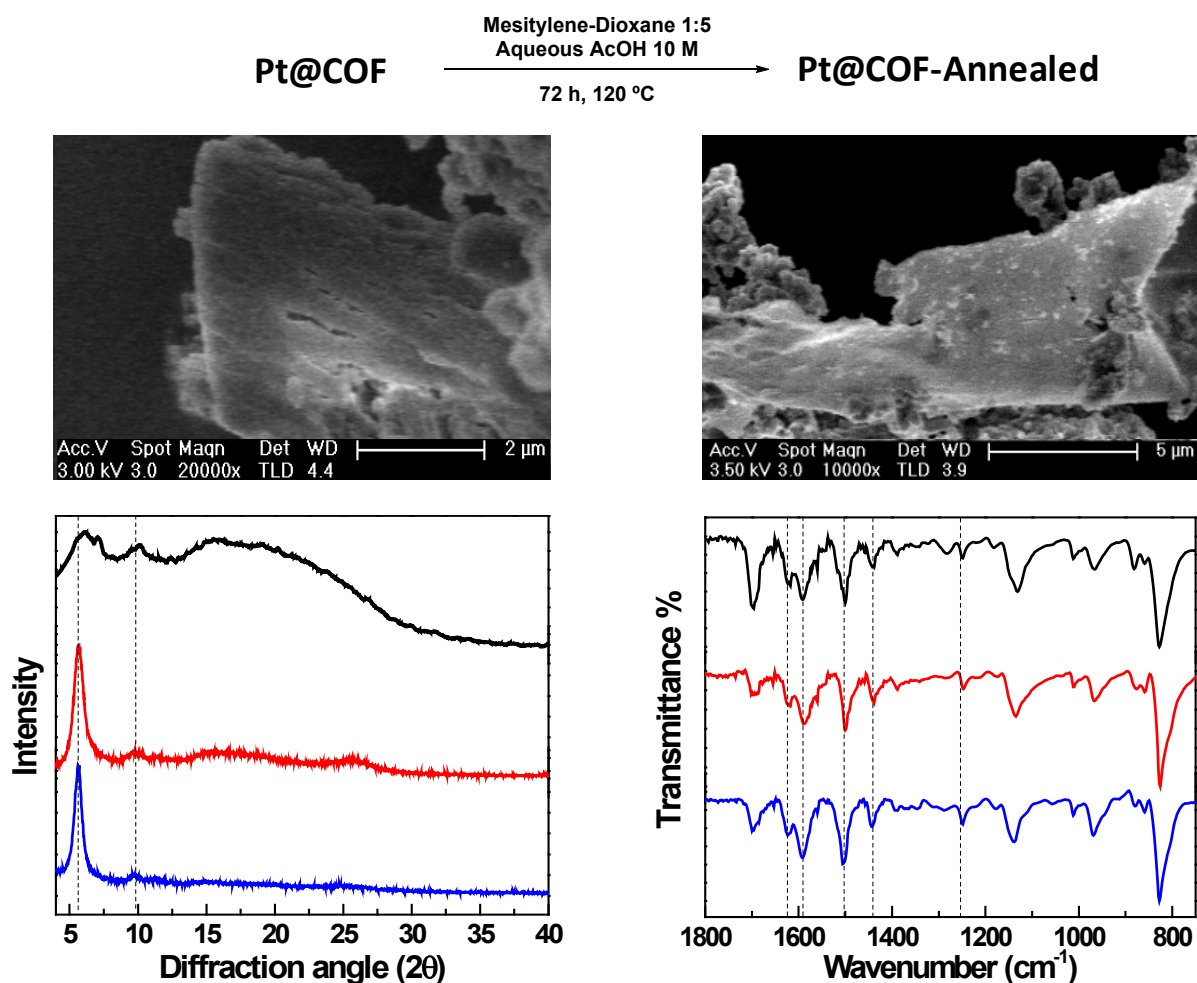 Mesitylene-Dioxane 1:5
Aqueous AcOH 10 M
Pt@COF
Pt@COF-Annealed
72 h, 120 ºC
Acc.V Spot Magn Det WD 2 µm
3.00 kV 3.0 20000x TLD 4.4
Acc.V Spot Magn Det WD 5 µm
3.50 kV 3.0 10000x TLD 3.9
Intensity
5 10 15 20 25 30 35 40
Diffraction angle (2θ)
Transmittance %
1800 1600 1400 1200 1000 800
Wavenumber (cm⁻¹)